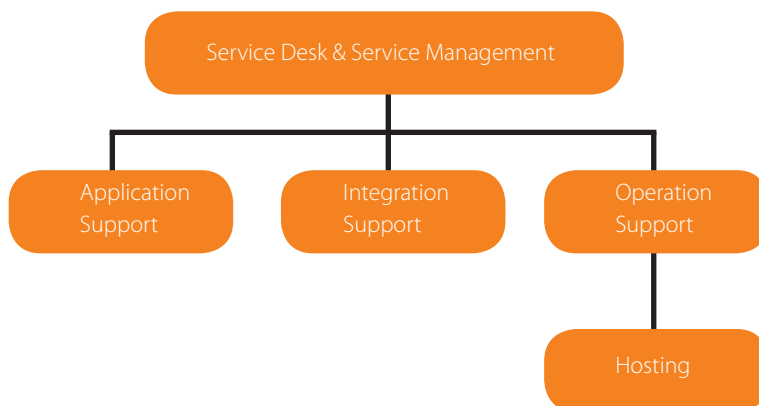 Service Desk & Service Management
Application
Support
Integration
Support
Operation
Support
Hosting